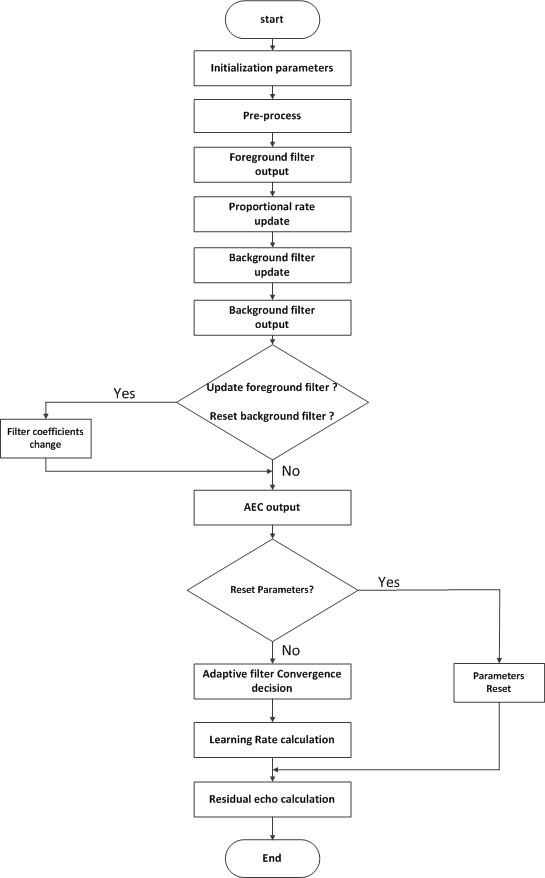 start
Initialization parameters
Pre-process
Foreground filter
output
Proportional rate
update
Background filter
update
Background filter
output
Update foreground filter ?
Reset background filter ?
Yes
Filter coefficients
change
No
AEC output
Reset Parameters?
Yes
No
Adaptive filter Convergence
decision
Parameters
Reset
Learning Rate calculation
Residual echo calculation
End